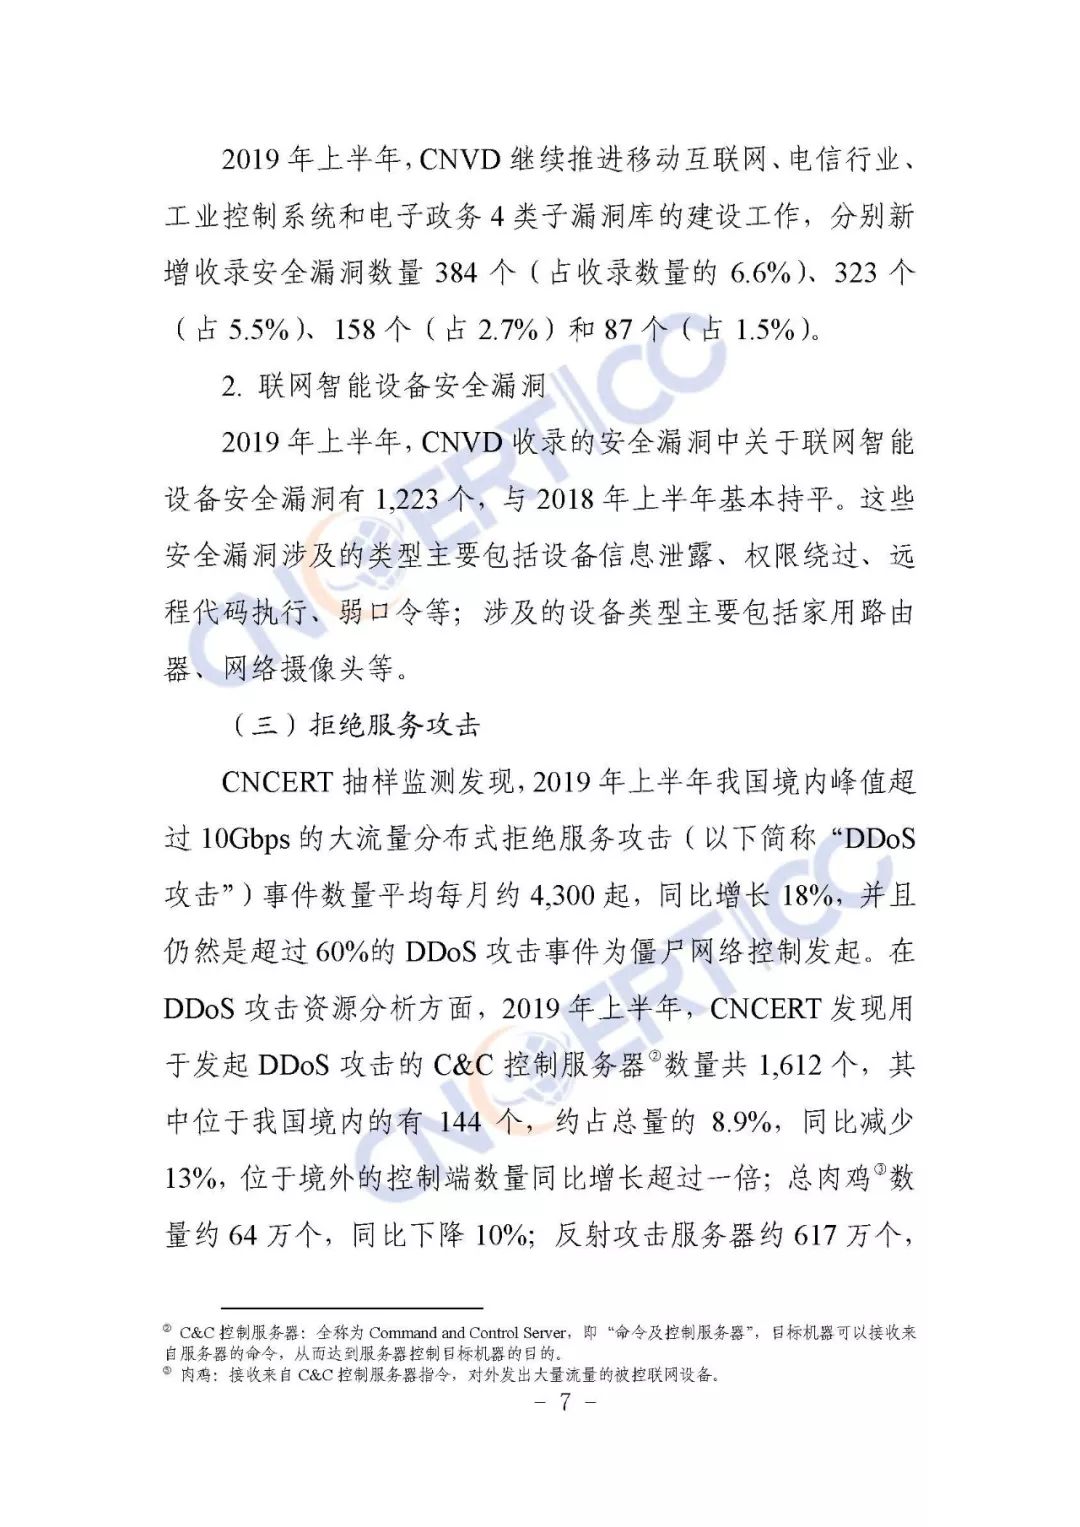 2019 年上半年，CNVD 继续推进移动互联网、电信行业、
工业控制系统和电子政务 4 类子漏洞库的建设工作，分别新
增收录安全漏洞数量 384 个（占收录数量的 6.6%）、323 个
（占 5.5%）、158 个（占 2.7%）和 87 个（占 1.5%）。
2. 联网智能设备安全漏洞
2019 年上半年，CNVD 收录的安全漏洞中关于联网智能
设备安全漏洞有 1,223 个，与 2018 年上半年基本持平。这些
安全漏洞涉及的类型主要包括设备信息泄露、权限绕过、远
程代码执行、弱口令等；涉及的设备类型主要包括家用路由
器、网络摄像头等。
（三）拒绝服务攻击
CNCERT 抽样监测发现，2019 年上半年我国境内峰值超
过 10Gbps 的大流量分布式拒绝服务攻击（以下简称“DDoS
攻击”）事件数量平均每月约 4,300 起，同比增长 18%，并且
仍然是超过 60%的 DDoS 攻击事件为僵尸网络控制发起。在
DDoS 攻击资源分析方面，2019 年上半年，CNCERT 发现用
于发起 DDoS 攻击的 C&C 控制服务器②数量共 1,612 个，其
中位于我国境内的有 144 个，约占总量的 8.9%，同比减少
13%，位于境外的控制端数量同比增长超过一倍；总肉鸡③数
量约 64 万个，同比下降 10%；反射攻击服务器约 617 万个，
② C&C 控制服务器：全称为 Command and Control Server，即“命令及控制服务器”，目标机器可以接收来
自服务器的命令，从而达到服务器控制目标机器的目的。
③ 肉鸡：接收来自 C&C 控制服务器指令，对外发出大量流量的被控联网设备。
- 7 -
CNCERT/CC
CNCERT/CC